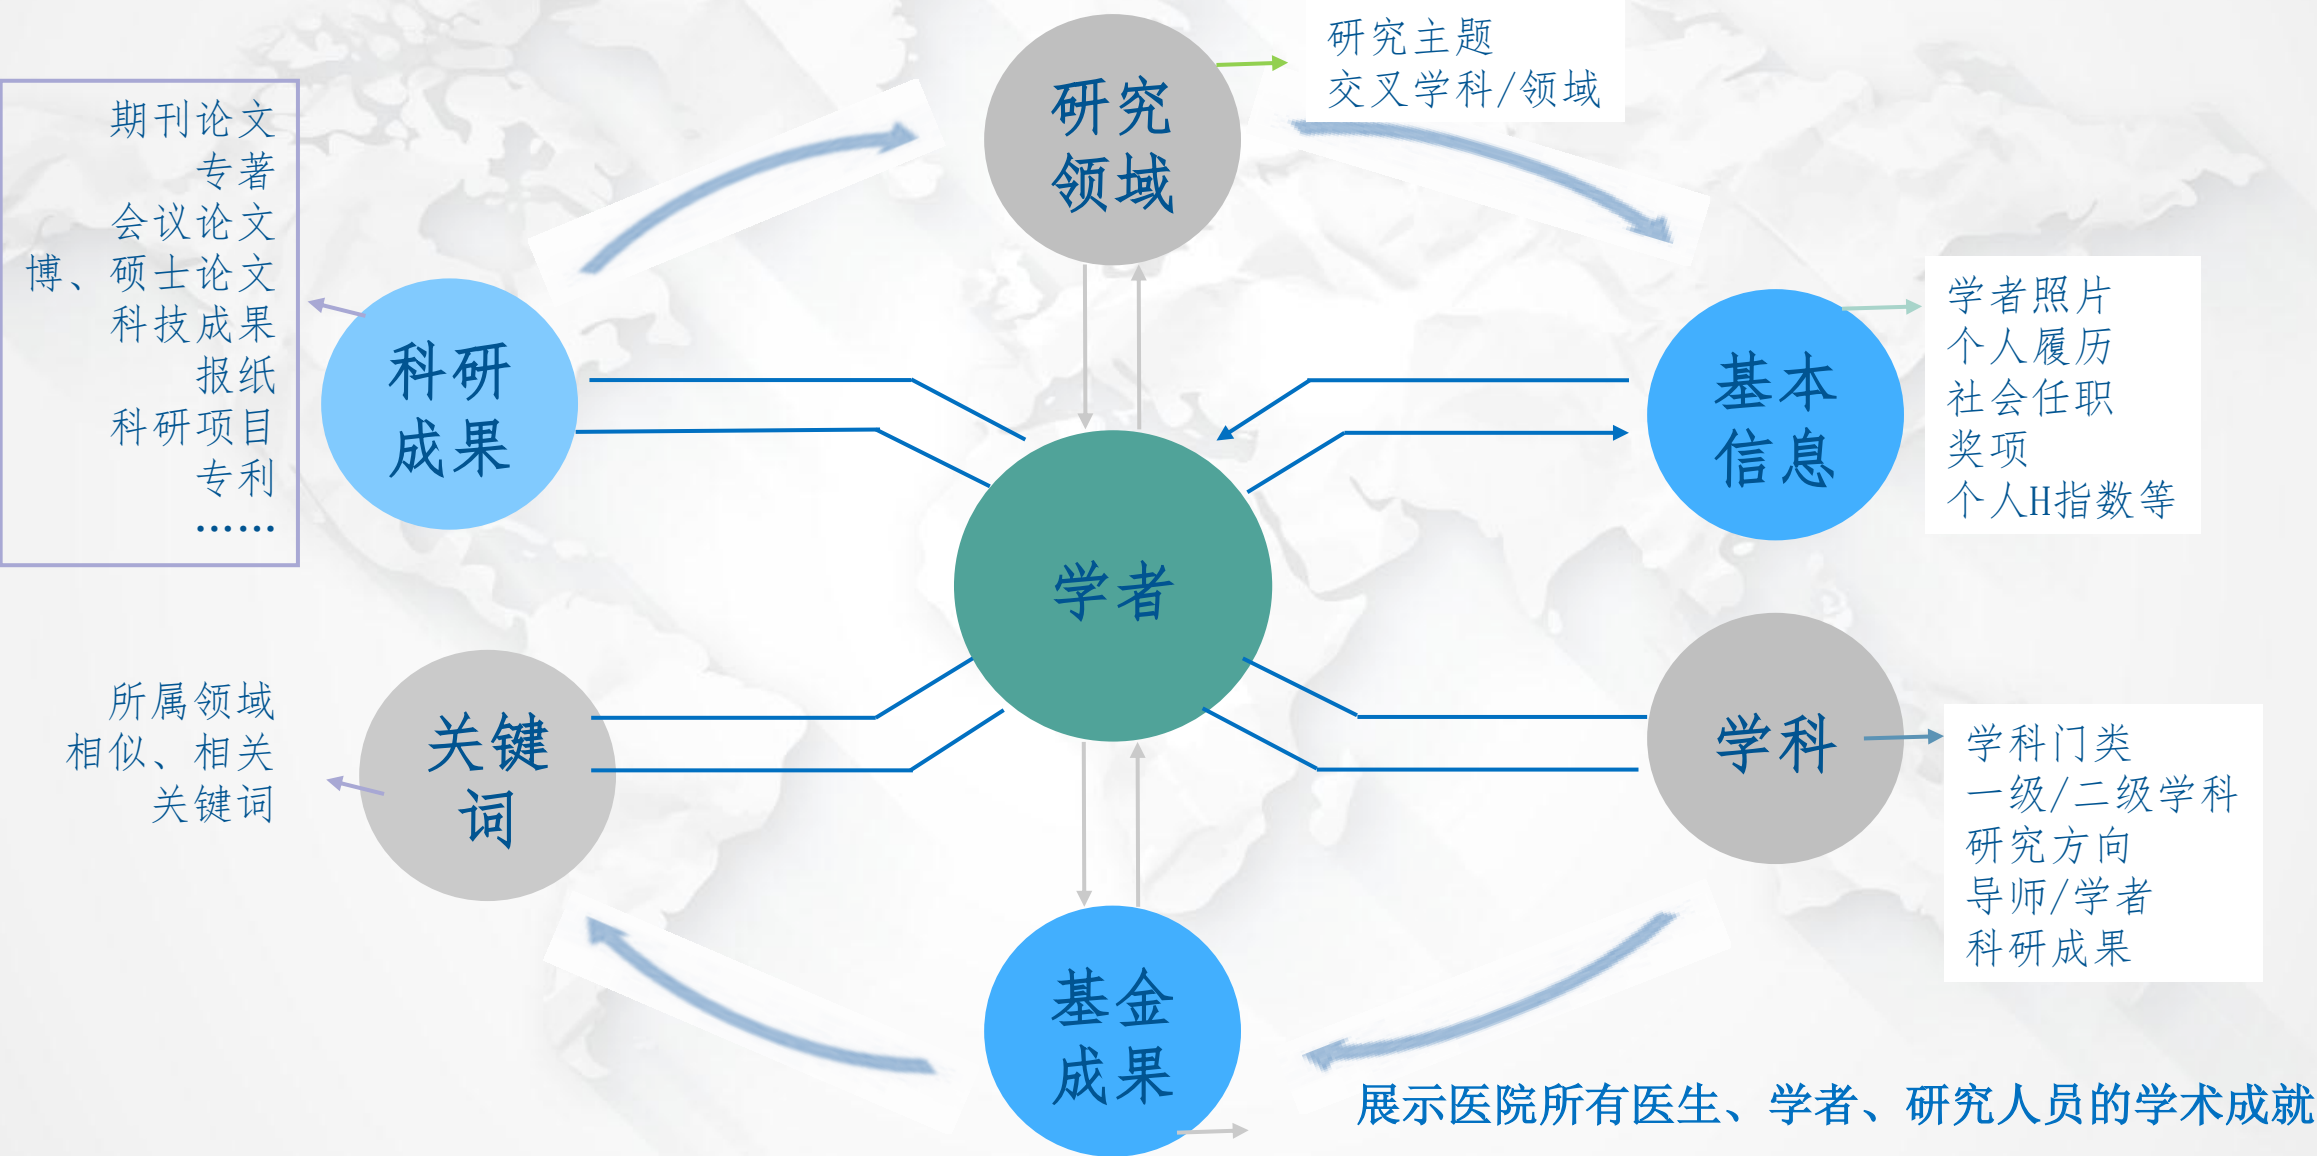 研究主题
交叉学科/领域
研究
领域
期刊论文
专著
会议论文
博、硕士论文
科技成果
报纸
科研项目
专利
......
科研
成果
基本
信息
学者照片
个人履历
社会任职
奖项
个人H指数等
学者
所属领域
相似、相关
关键词
关键
词
学科
学科门类
一级/二级学科
研究方向
导师/学者
科研成果
基金
成果
展示医院所有医生、学者、研究人员的学术成就